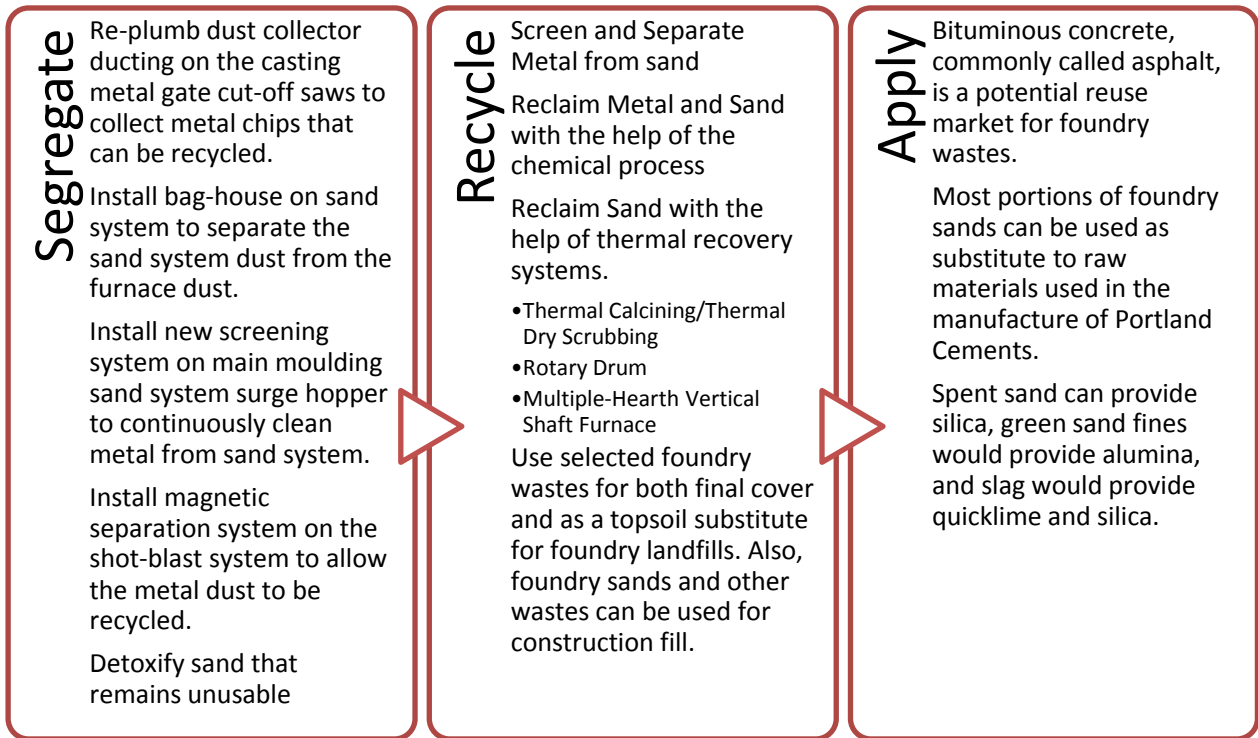 Segregate
Re-plumb dust collector
ducting on the casting
metal gate cut-off saws to
collect metal chips that
can be recycled.
Install bag-house on sand
system to separate the
sand system dust from the
furnace dust.
Install new screening
system on main moulding
sand system surge hopper
to continuously clean
metal from sand system.
Install magnetic
separation system on the
shot-blast system to allow
the metal dust to be
recycled.
Detoxify sand that
remains unusable
Recycle
Screen and Separate
Metal from sand
Reclaim Metal and Sand
with the help of the
chemical process
Reclaim Sand with the
help of thermal recovery
systems.
•Thermal Calcining/Thermal
Dry Scrubbing
•Rotary Drum
•Multiple-Hearth Vertical
Shaft Furnace
Use selected foundry
wastes for both final cover
and as a topsoil substitute
for foundry landfills. Also,
foundry sands and other
wastes can be used for
construction fill.
Apply
Bituminous concrete,
commonly called asphalt,
is a potential reuse
market for foundry
wastes.
Most portions of foundry
sands can be used as
substitute to raw
materials used in the
manufacture of Portland
Cements.
Spent sand can provide
silica, green sand fines
would provide alumina,
and slag would provide
quicklime and silica.